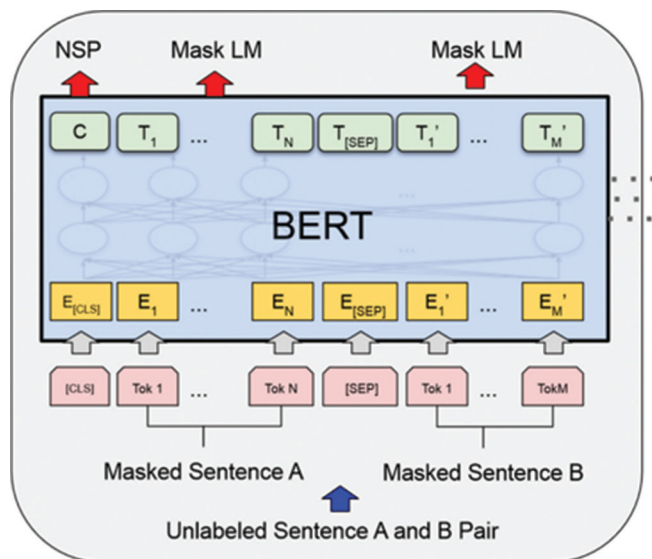 NSP Mask LM Mask LM
C T1 ... TN T[SEP] T1' ... TM'
...
BERT
...
E[CLS] E1 ... EN E[SEP] E1' ... EM'
[CLS] Tok 1 ... Tok N [SEP] Tok 1 ... TokM
Masked Sentence A Masked Sentence B
Unlabeled Sentence A and B Pair